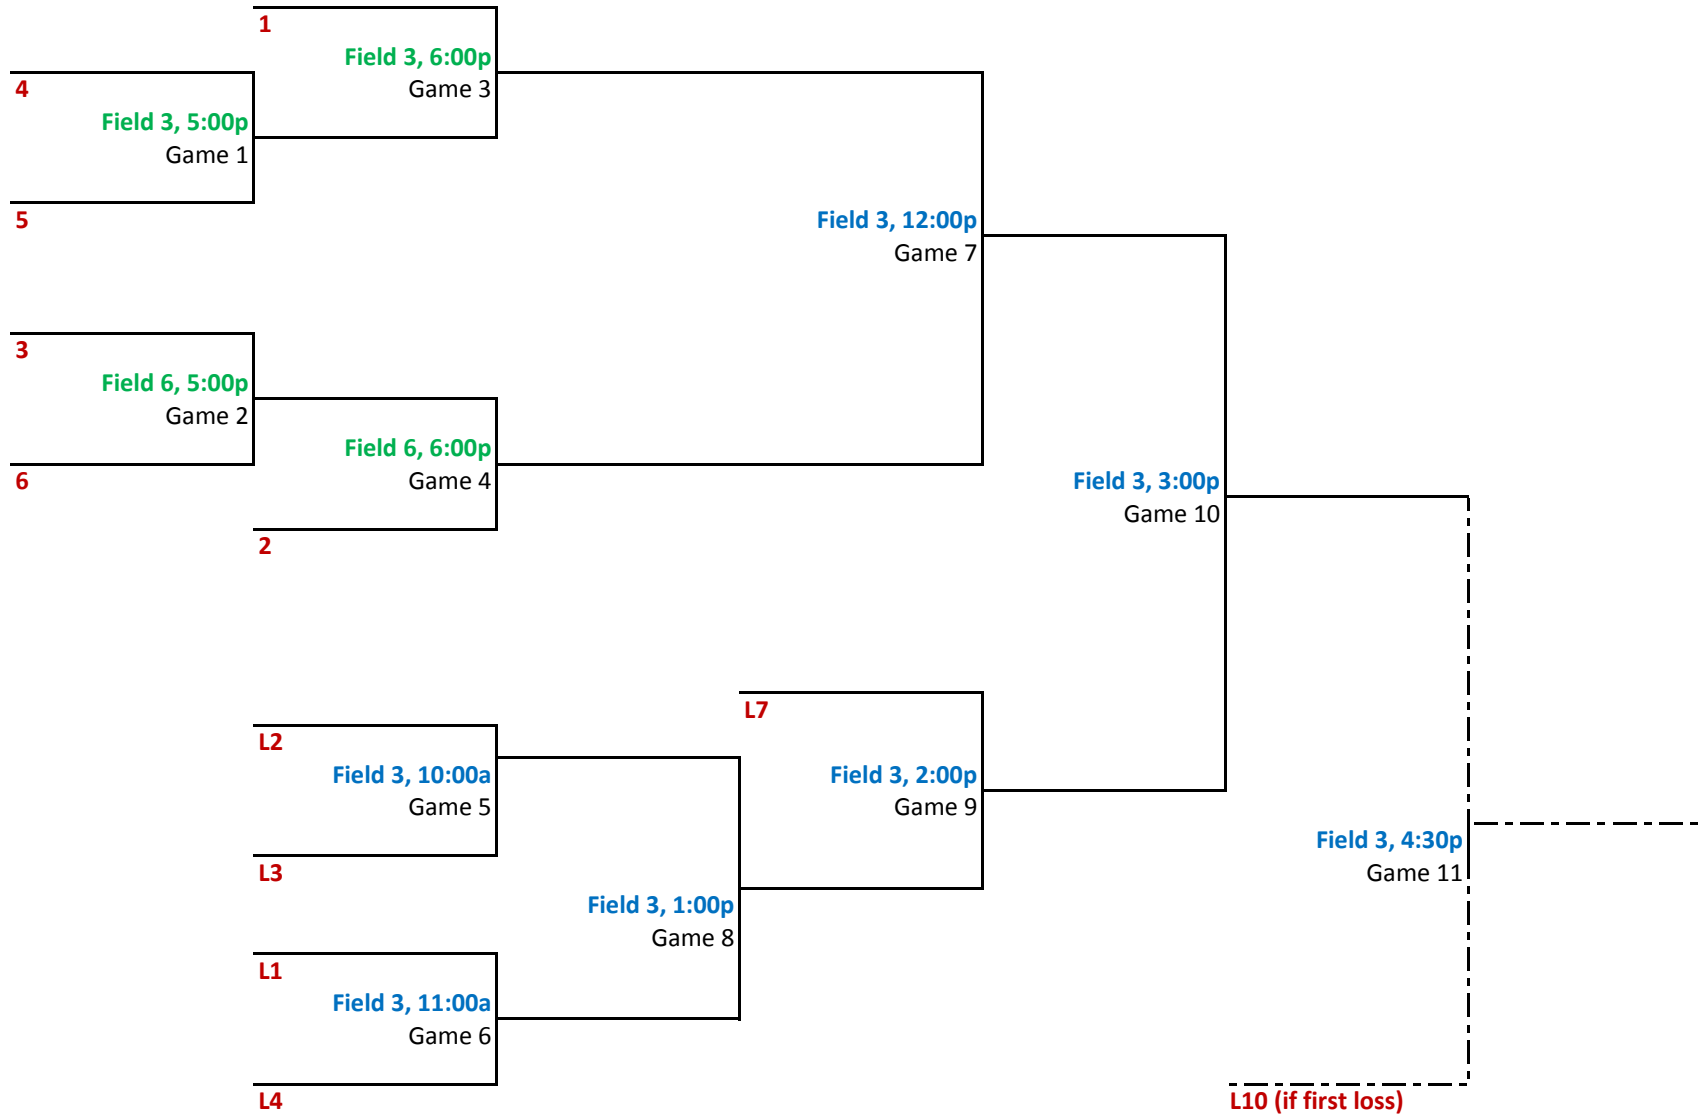 1
Field 3, 6:00p
Game 3
4
Field 3, 5:00p
Game 1
5
Field 3, 12:00p
Game 7
3
Field 6, 5:00p
Game 2
6
Field 6, 6:00p
Game 4
2
Field 3, 3:00p
Game 10
L7
L2
Field 3, 10:00a
Game 5
L3
Field 3, 2:00p
Game 9
Field 3, 1:00p
Game 8
L1
Field 3, 11:00a
Game 6
L4
Field 3, 4:30p
Game 11
L10 (if first loss)